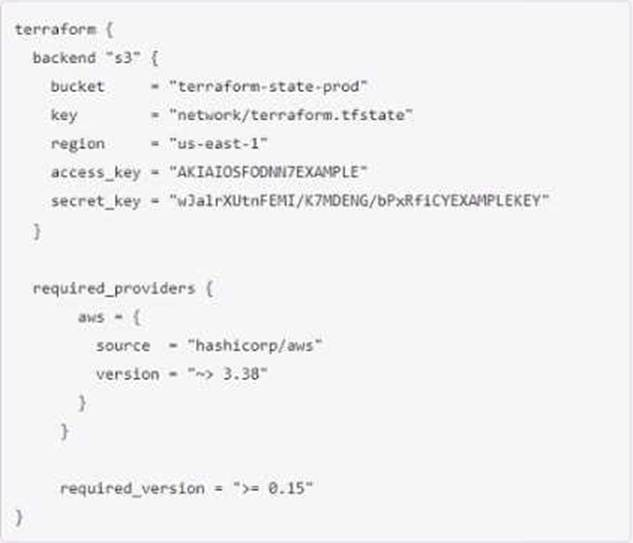 terraform {
  backend "s3" {
    bucket     = "terraform-state-prod"
    key        = "network/terraform.tfstate"
    region     = "us-east-1"
    access_key = "AKIAIOSFODNN7EXAMPLE"
    secret_key = "wJalrXUtnFEMI/K7MDENG/bPxRfiCYEXAMPLEKEY"
  }
  required_providers {
       aws = {
         source  = "hashicorp/aws"
         version = "~> 3.38"
       }
     }
     required_version = ">= 0.15"
}